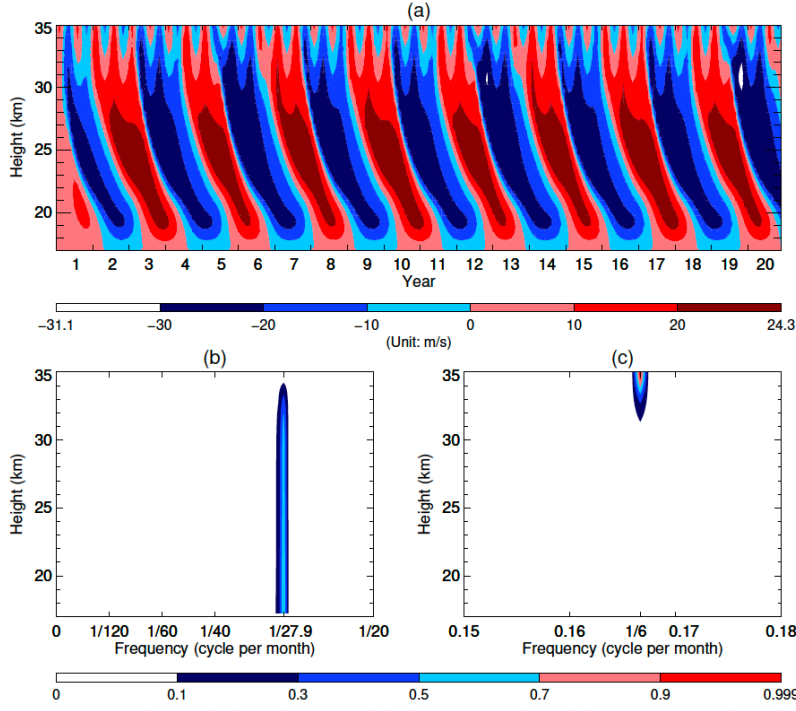 (a)
35
30
25
20
Height (km)
1 2 3 4 5 6 7 8 9 10 11 12 13 14 15 16 17 18 19 20
Year
−31.1 −30 −20 −10 0 10 20 24.3
(Unit: m/s)
(b)
35
30
25
20
Height (km)
0 1/120 1/60 1/40 1/27.9 1/20
Frequency (cycle per month)
(c)
35
30
25
20
Height (km)
0.15 0.16 1/6 0.17 0.18
Frequency (cycle per month)
0 0.1 0.3 0.5 0.7 0.9 0.999